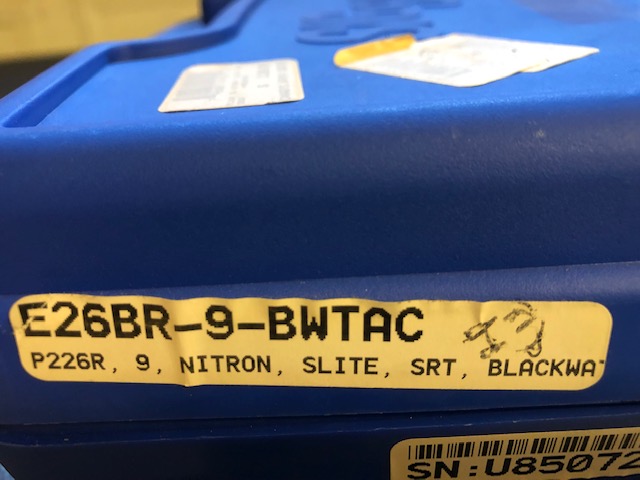 E26BR-9-BWTAC
P226R, 9, NITRON, SLITE, SRT, BLACKWA
SN:U85072